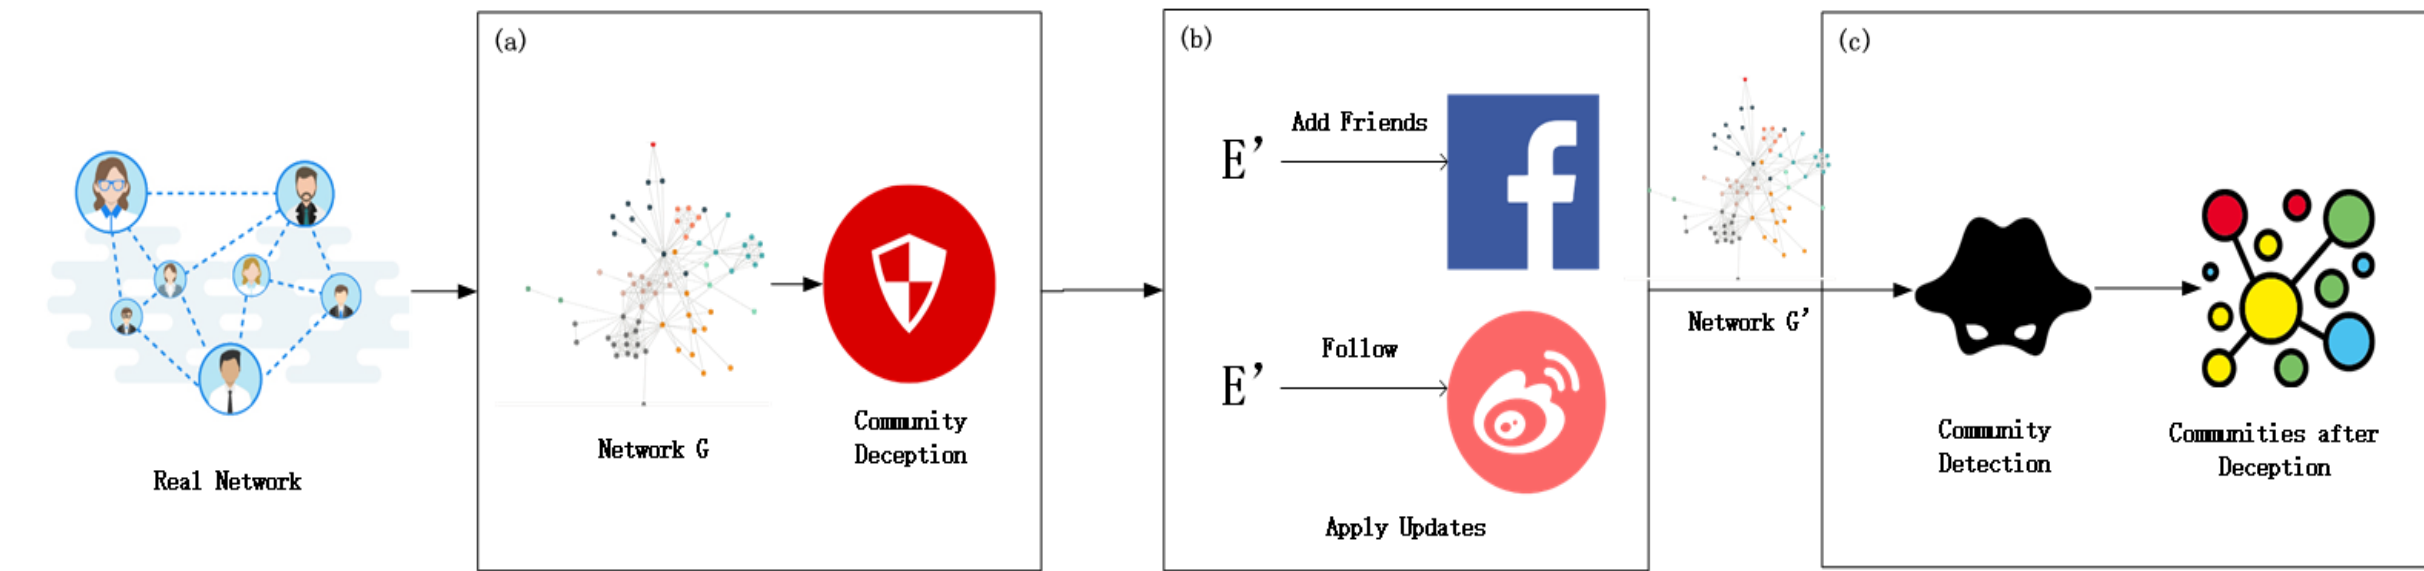 Real Network
(a)
Network G
Community
Deception
(b)
E’
Add Friends
E’
Follow
Apply Updates
Network G’
(c)
Community
Detection
Communities after
Deception